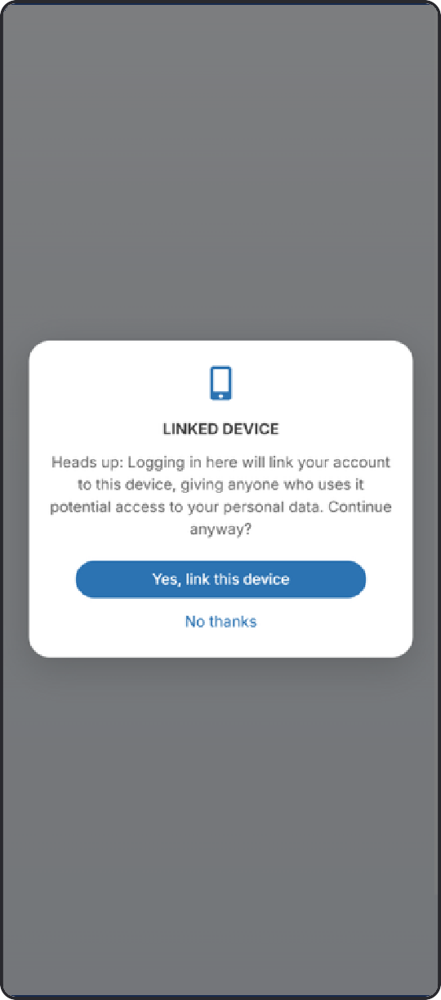 LINKED DEVICE
Heads up: Logging in here will link your account
to this device, giving anyone who uses it
potential access to your personal data. Continue
anyway?
Yes, link this device
No thanks